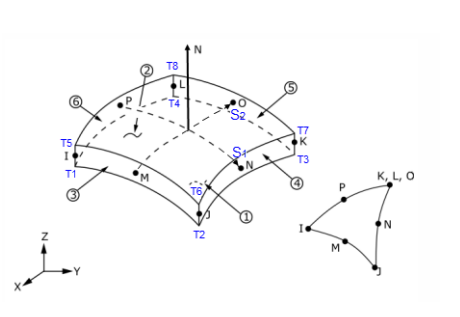 N
T8
②
P
L
⑤
⑥
T4
O
S2
T5
T7
K
I
S1
T3
T1
N
④
M
T6
③
J
①
T2
K, L, O
P
I
N
M
J
Z
Y
X